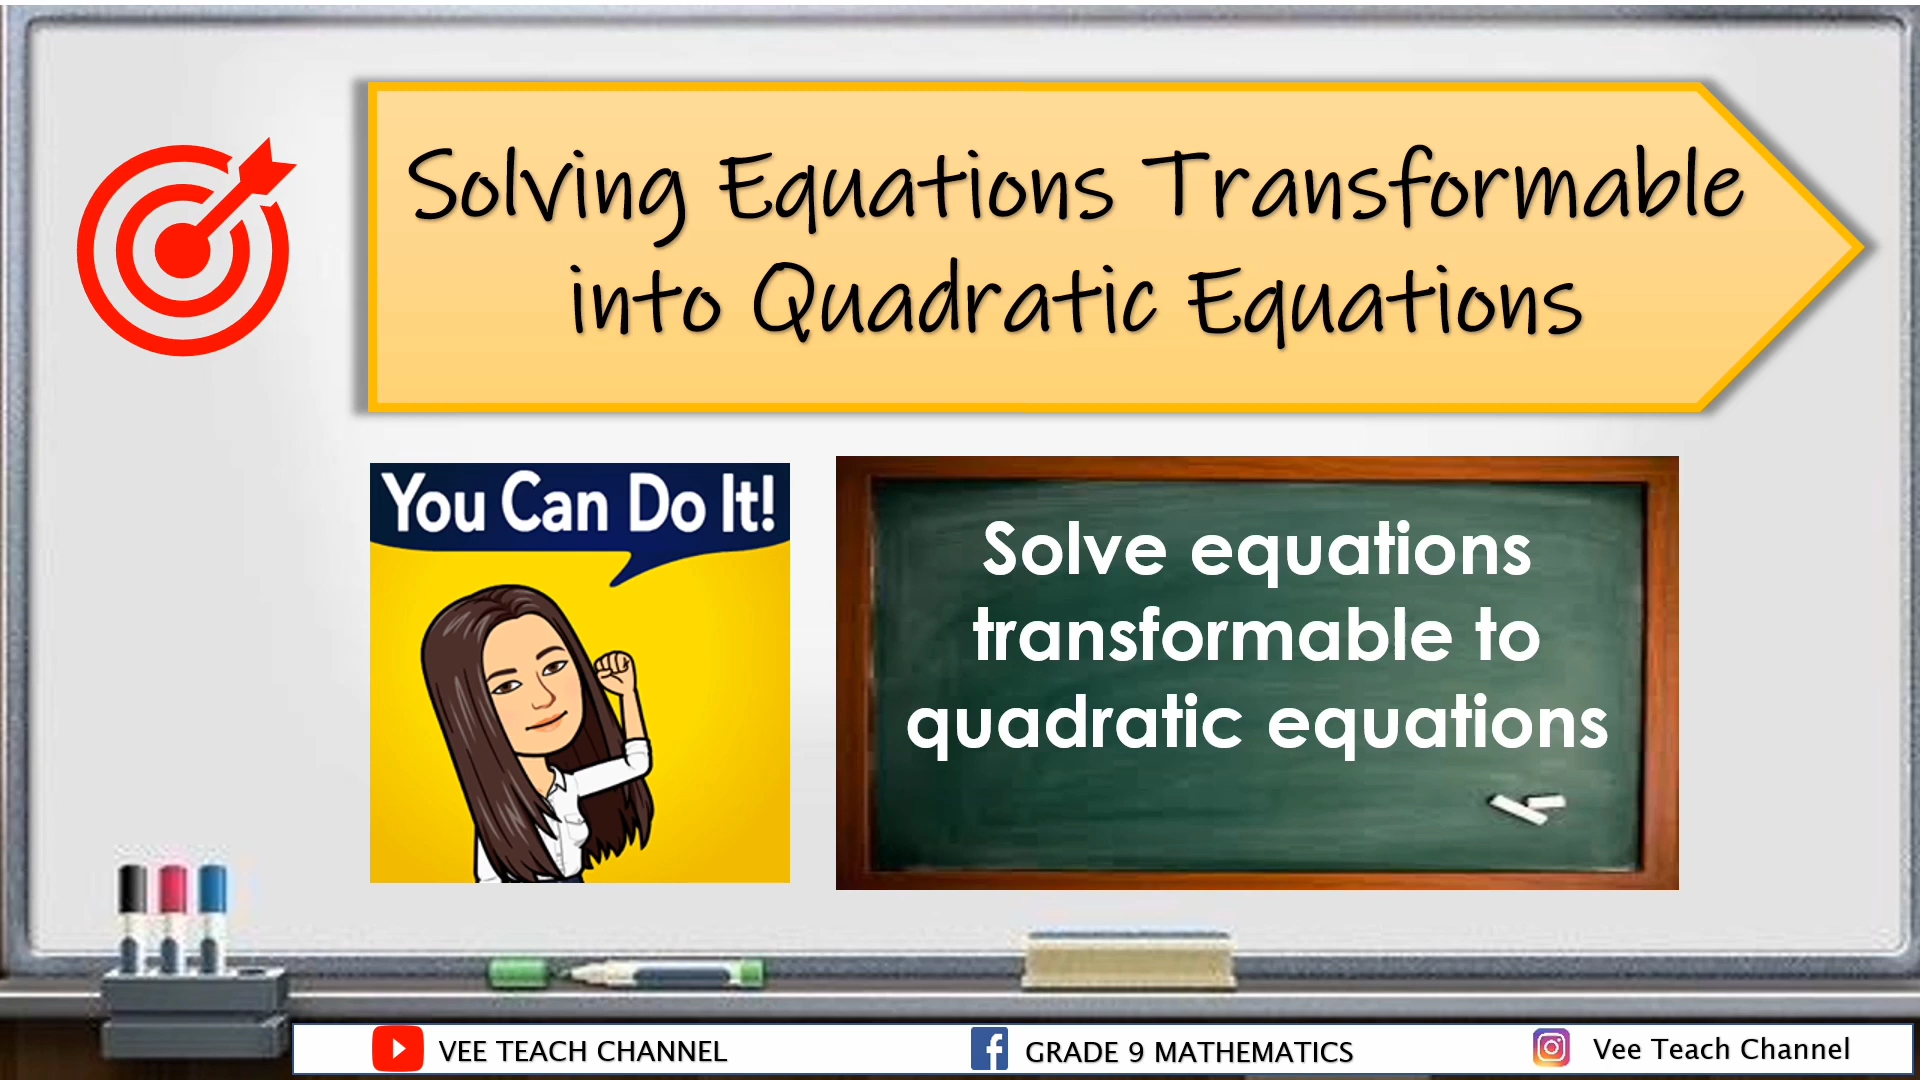 Solving Equations Transformable
into Quadratic Equations
You Can Do It!
Solve equations
transformable to
quadratic equations
VEE TEACH CHANNEL
GRADE 9 MATHEMATICS
Vee Teach Channel